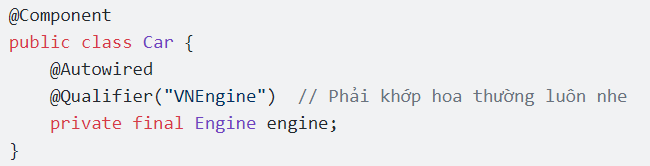 @Component
public class Car {
    @Autowired
    @Qualifier("VNEngine")  // Phải khớp hoa thường luôn nhe
    private final Engine engine;
}